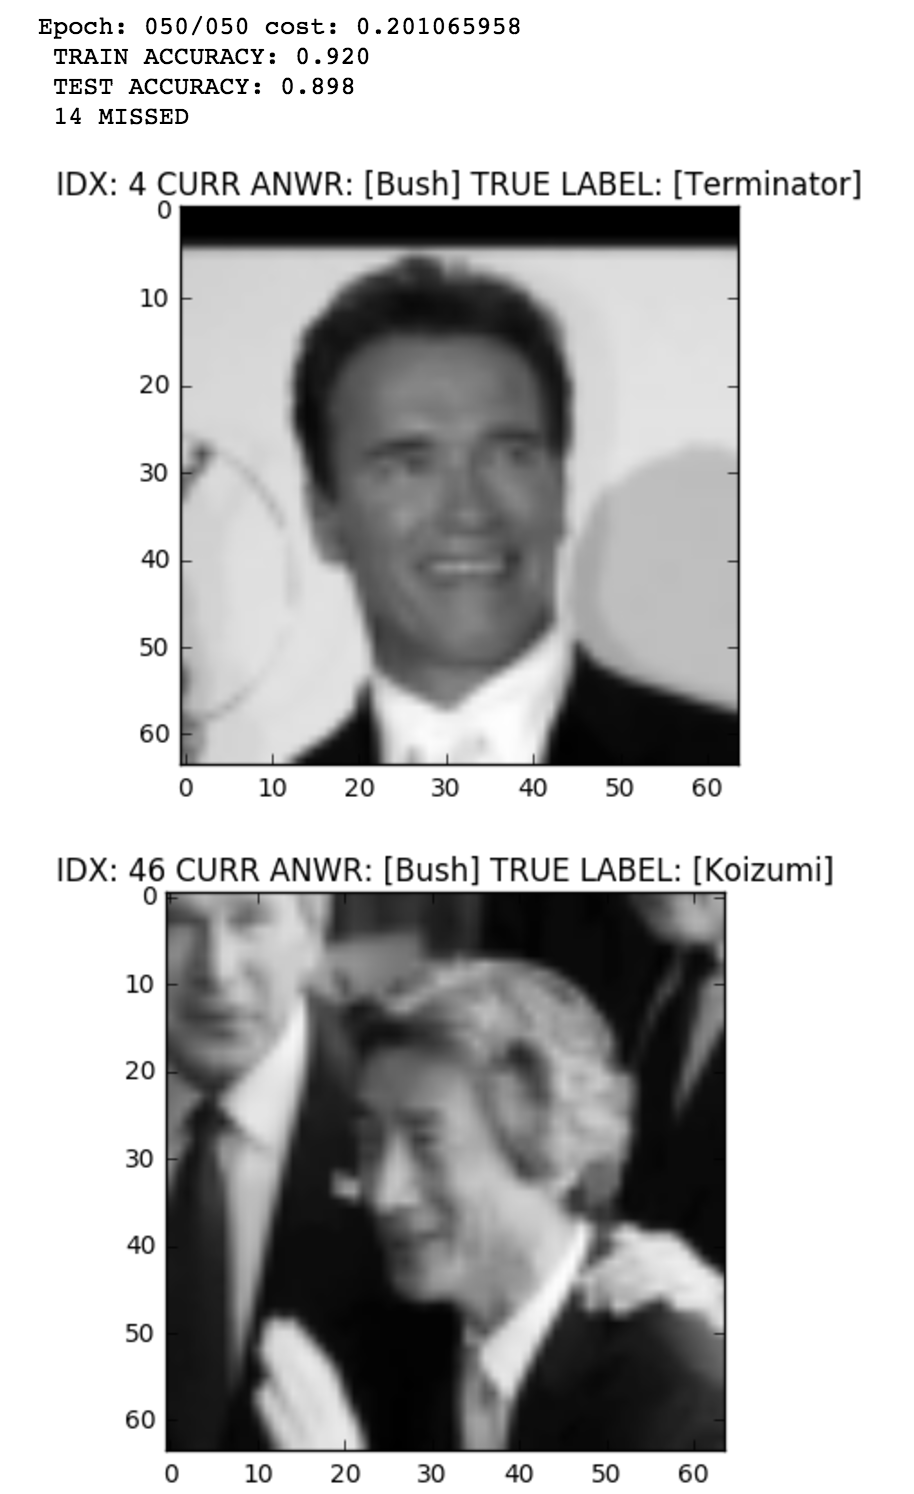 Epoch: 050/050 cost: 0.201065958
TRAIN ACCURACY: 0.920
TEST ACCURACY: 0.898
14 MISSED
IDX: 4 CURR ANWR: [Bush] TRUE LABEL: [Terminator]
0
10
20
30
40
50
60
0 10 20 30 40 50 60
IDX: 46 CURR ANWR: [Bush] TRUE LABEL: [Koizumi]
0
10
20
30
40
50
60
0 10 20 30 40 50 60